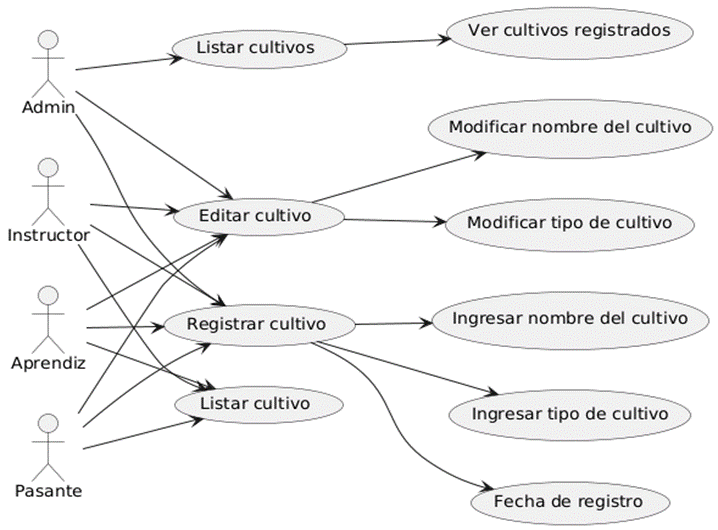 Admin
Instructor
Aprendiz
Pasante
Listar cultivos
Editar cultivo
Registrar cultivo
Listar cultivo
Ver cultivos registrados
Modificar nombre del cultivo
Modificar tipo de cultivo
Ingresar nombre del cultivo
Ingresar tipo de cultivo
Fecha de registro